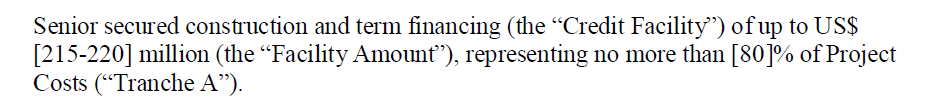 Senior secured construction and term financing (the “Credit Facility”) of up to US$
[215-220] million (the “Facility Amount”), representing no more than [80]% of Project
Costs (“Tranche A”).